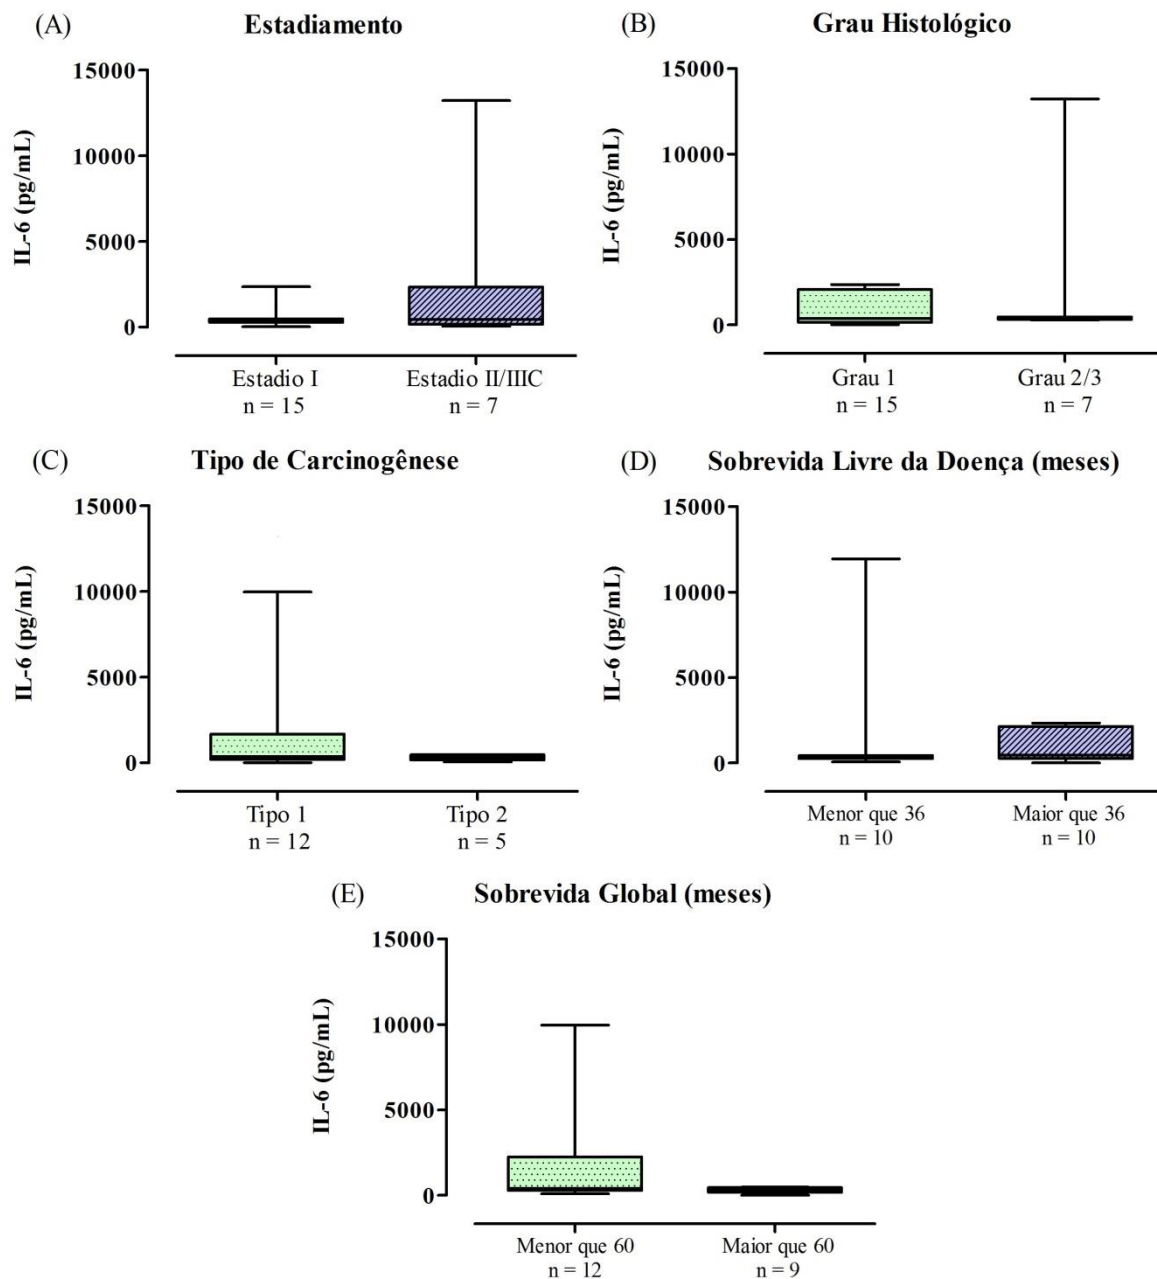 (A) Estadiamento
15000
10000
5000
0
IL-6 (pg/mL)
Estadio I
n = 15
Estadio II/IIIC
n = 7
(B) Grau Histológico
15000
10000
5000
0
IL-6 (pg/mL)
Grau 1
n = 15
Grau 2/3
n = 7
(C) Tipo de Carcinogênese
15000
10000
5000
0
IL-6 (pg/mL)
Tipo 1
n = 12
Tipo 2
n = 5
(D) Sobrevida Livre da Doença (meses)
15000
10000
5000
0
IL-6 (pg/mL)
Menor que 36
n = 10
Maior que 36
n = 10
(E) Sobrevida Global (meses)
15000
10000
5000
0
IL-6 (pg/mL)
Menor que 60
n = 12
Maior que 60
n = 9